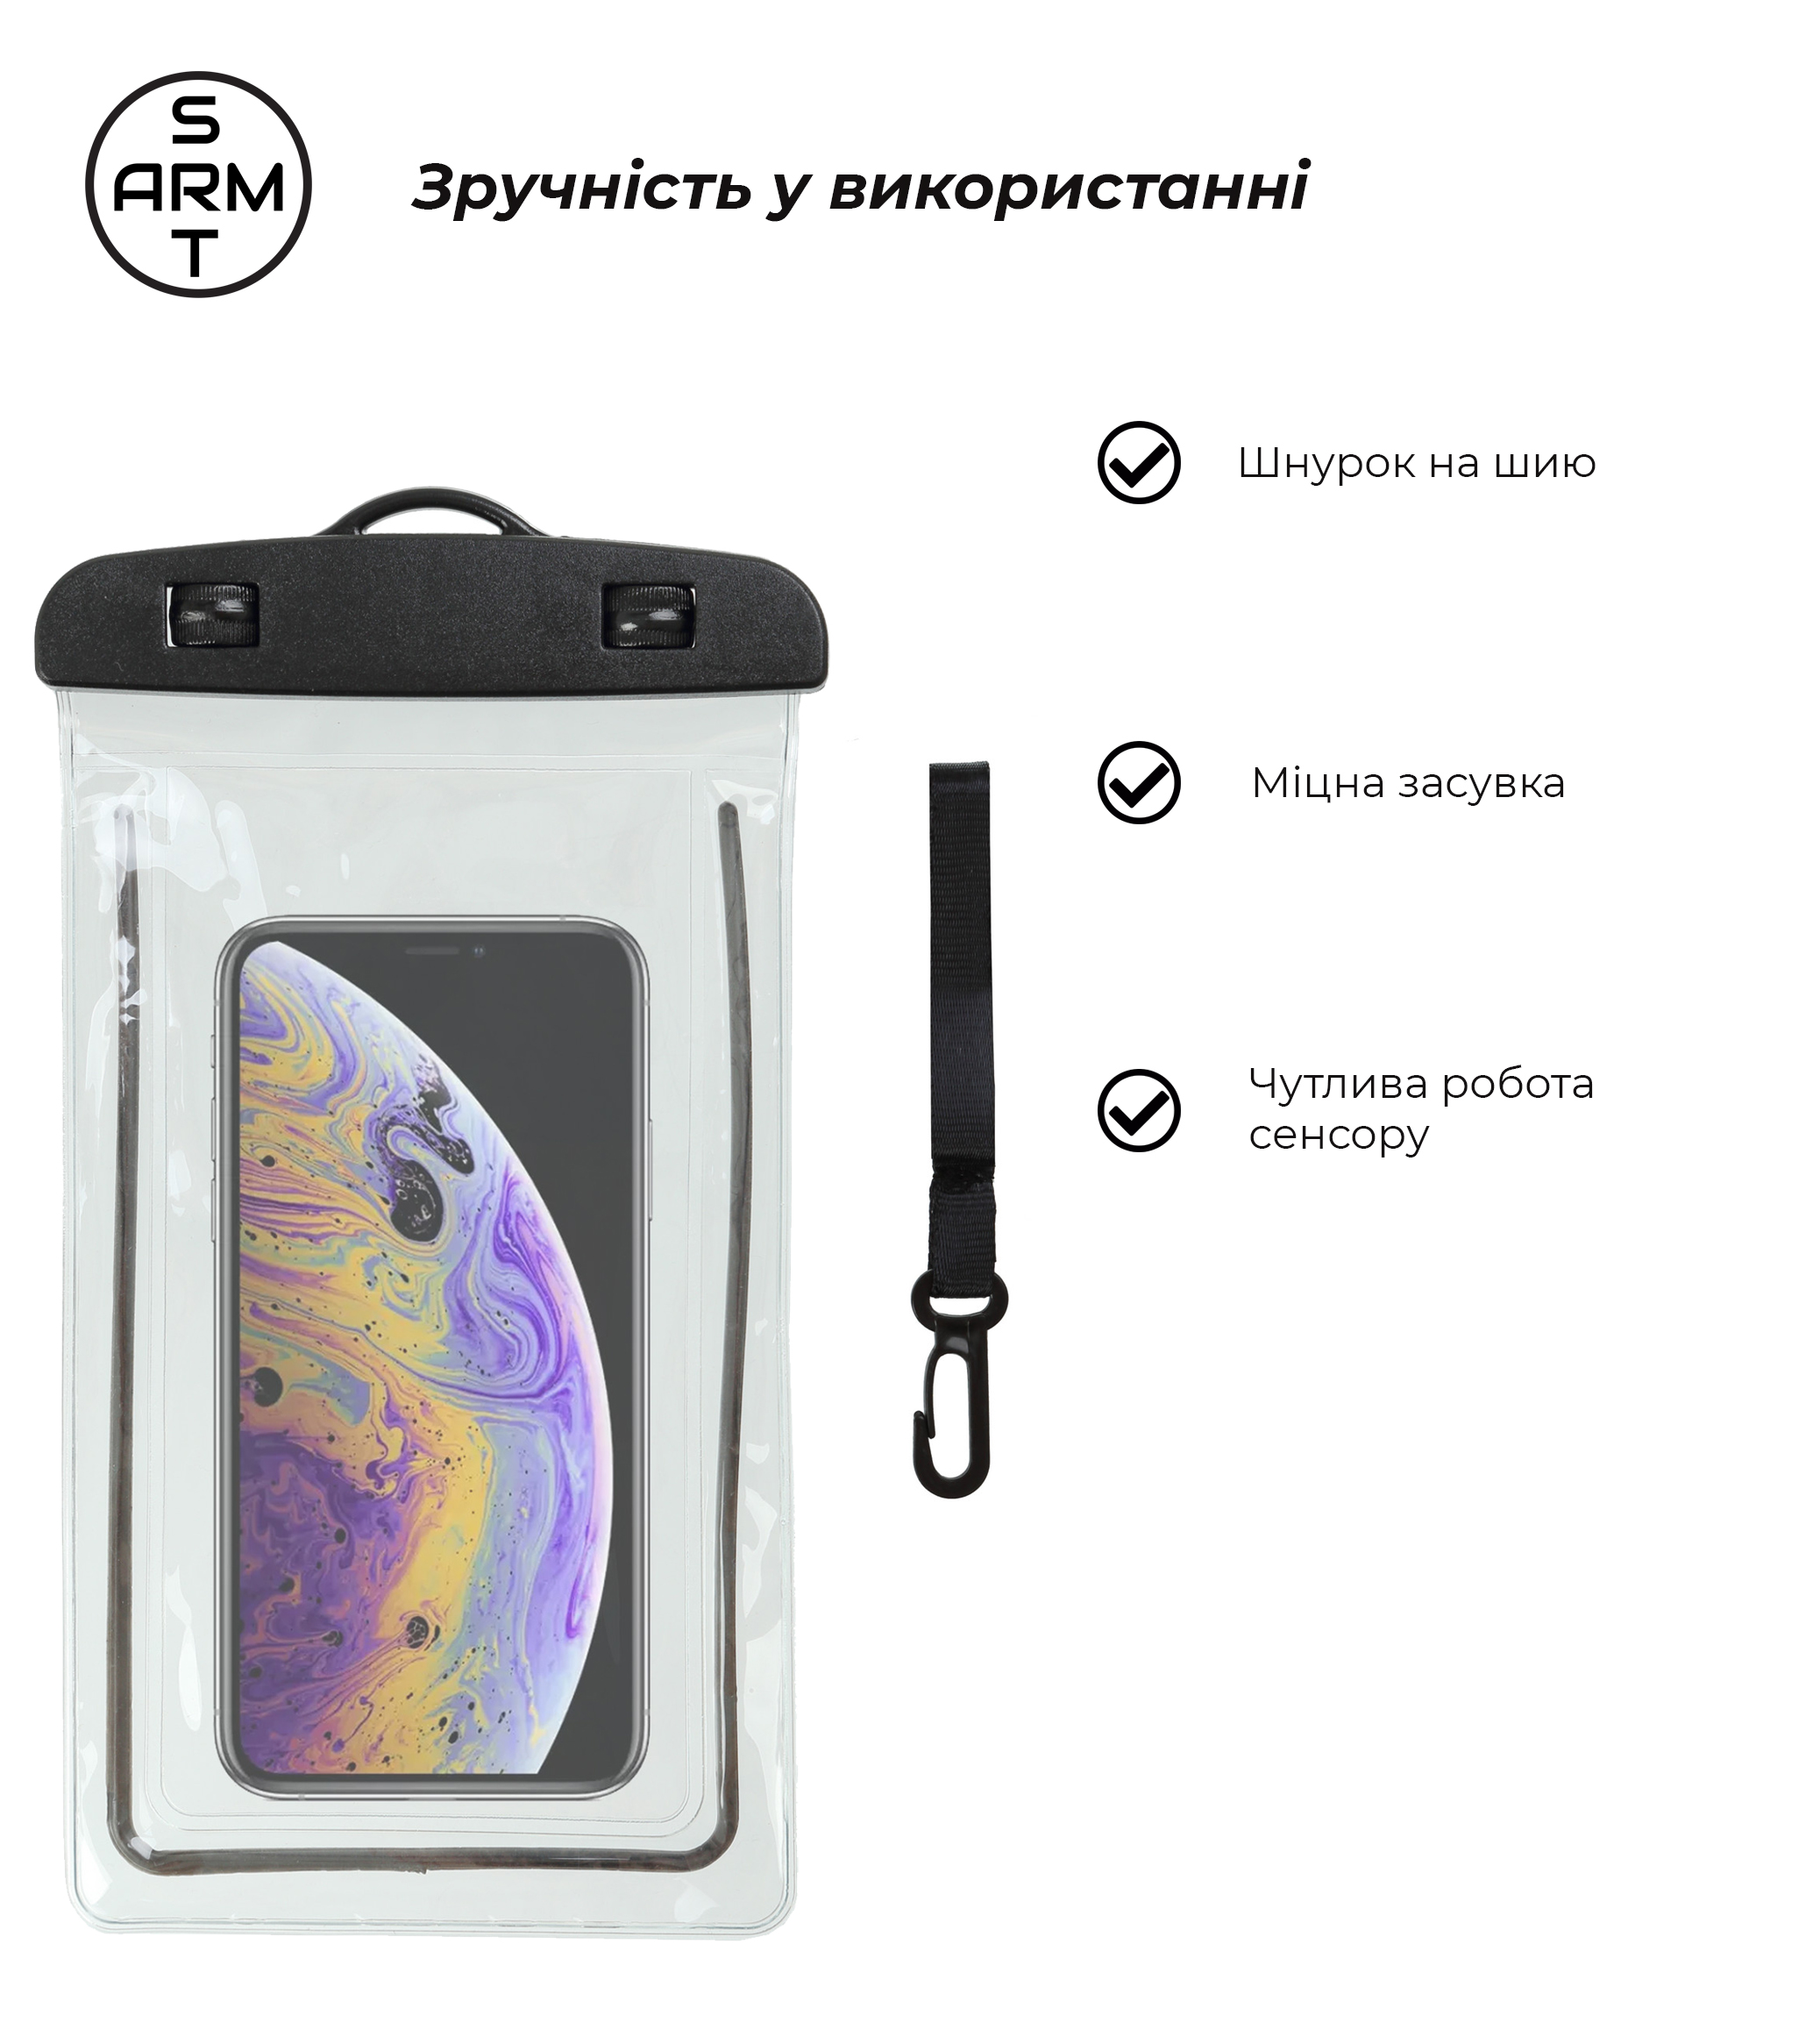 S
ARM
T
Зручність у використанні
Шнурок на шию
Міцна засувка
Чутлива робота
сенсору